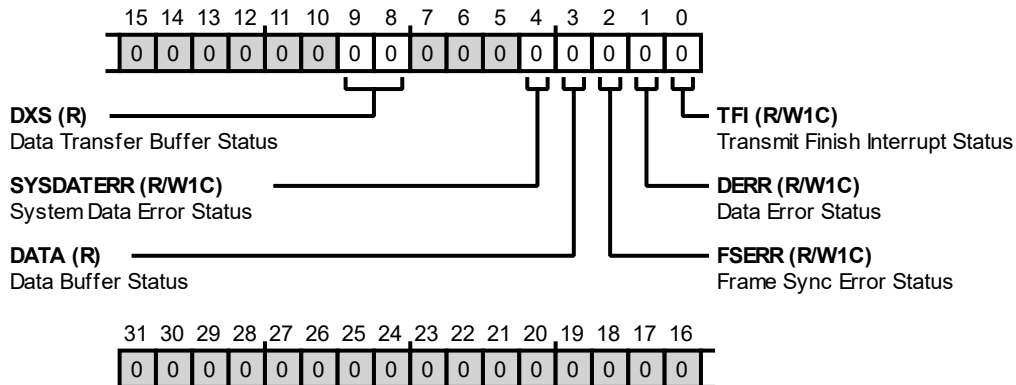 15 14 13 12 11 10 9 8 7 6 5 4 3 2 1 0
0 0 0 0 0 0 0 0 0 0 0 0 0 0 0 0
DXS (R)
Data Transfer Buffer Status
SYSDATERR (R/W1C)
System Data Error Status
DATA (R)
Data Buffer Status
TFI (R/W1C)
Transmit Finish Interrupt Status
DERR (R/W1C)
Data Error Status
FSERR (R/W1C)
Frame Sync Error Status
31 30 29 28 27 26 25 24 23 22 21 20 19 18 17 16
0 0 0 0 0 0 0 0 0 0 0 0 0 0 0 0